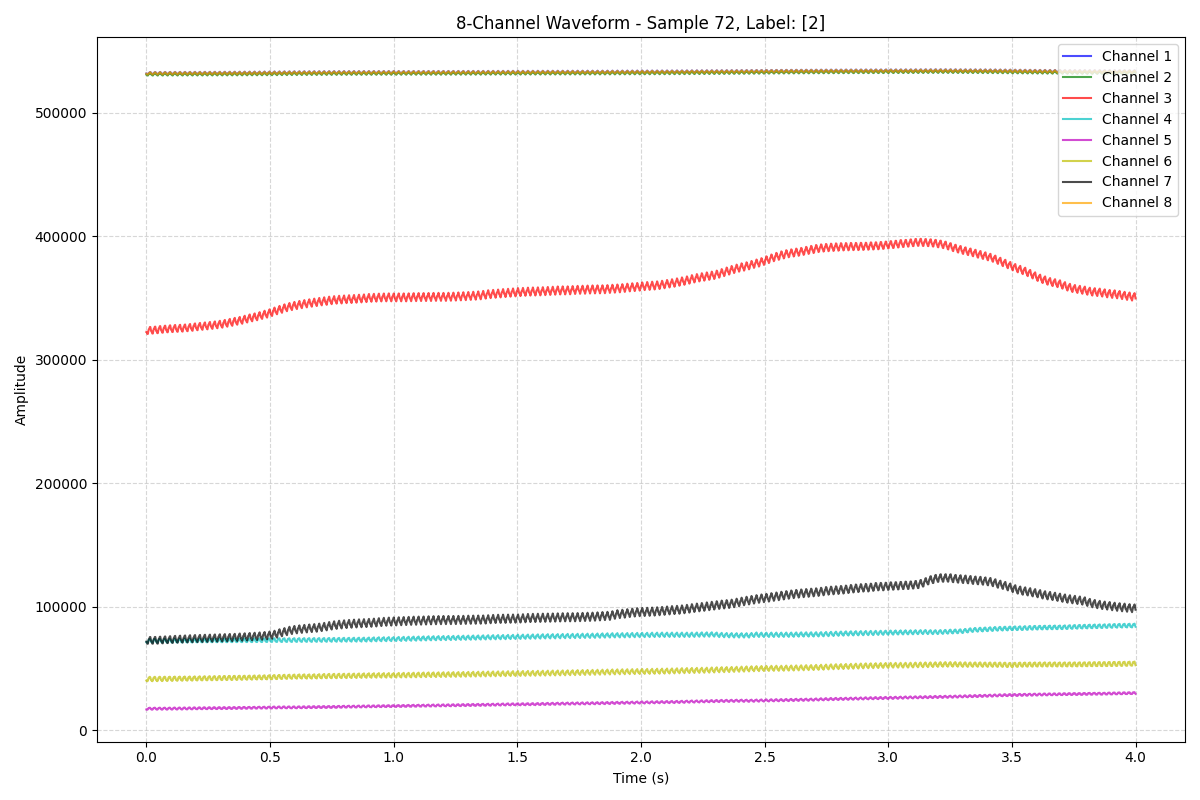 8-Channel Waveform - Sample 72, Label: [2]
Channel 1
Channel 2
Channel 3
Channel 4
Channel 5
Channel 6
Channel 7
Channel 8
Amplitude
500000
400000
300000
200000
100000
0
0.0 0.5 1.0 1.5 2.0 2.5 3.0 3.5 4.0
Time (s)